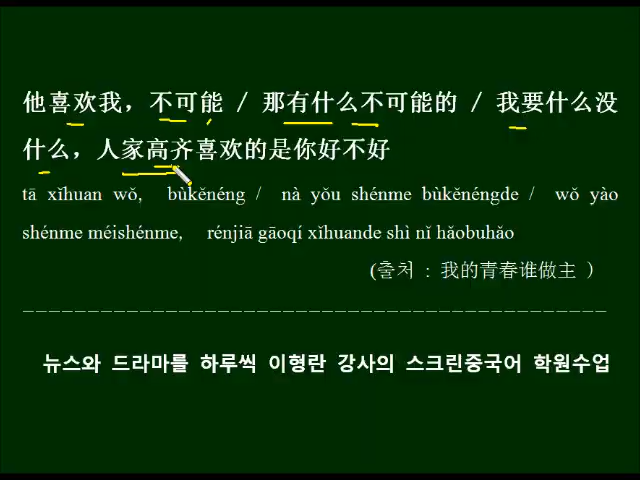 他喜欢我，不可能 / 那有什么不可能的 / 我要什么没
什么，人家高齐喜欢的是你好不好
tā xǐhuan wǒ, bùkěnéng / nà yǒu shénme bùkěnéngde / wǒ yào
shénme méishénme, rénjiā gāoqí xǐhuande shì nǐ hǎobuhǎo
(출처 : 我的青春谁做主 )
뉴스와 드라마를 하루씩 이형란 강사의 스크린중국어 학원수업